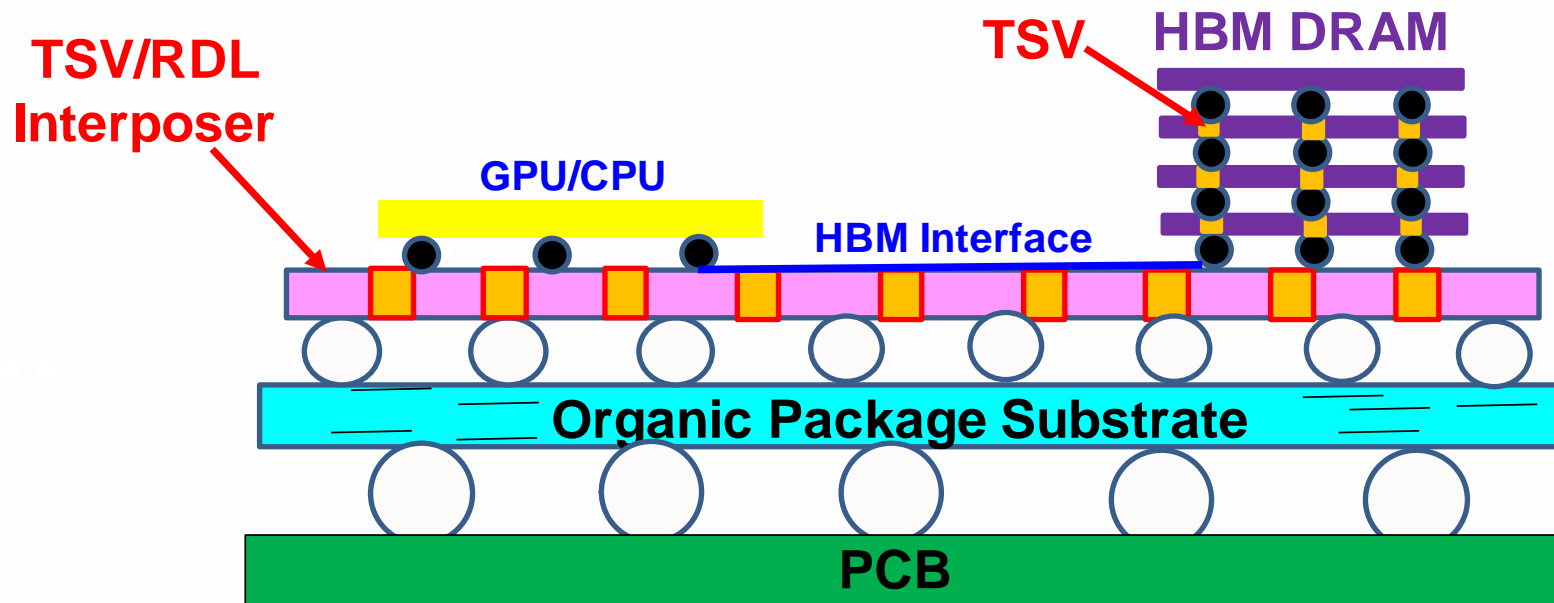 TSV/RDL
Interposer
TSV
HBM DRAM
GPU/CPU
HBM Interface
Organic Package Substrate
PCB